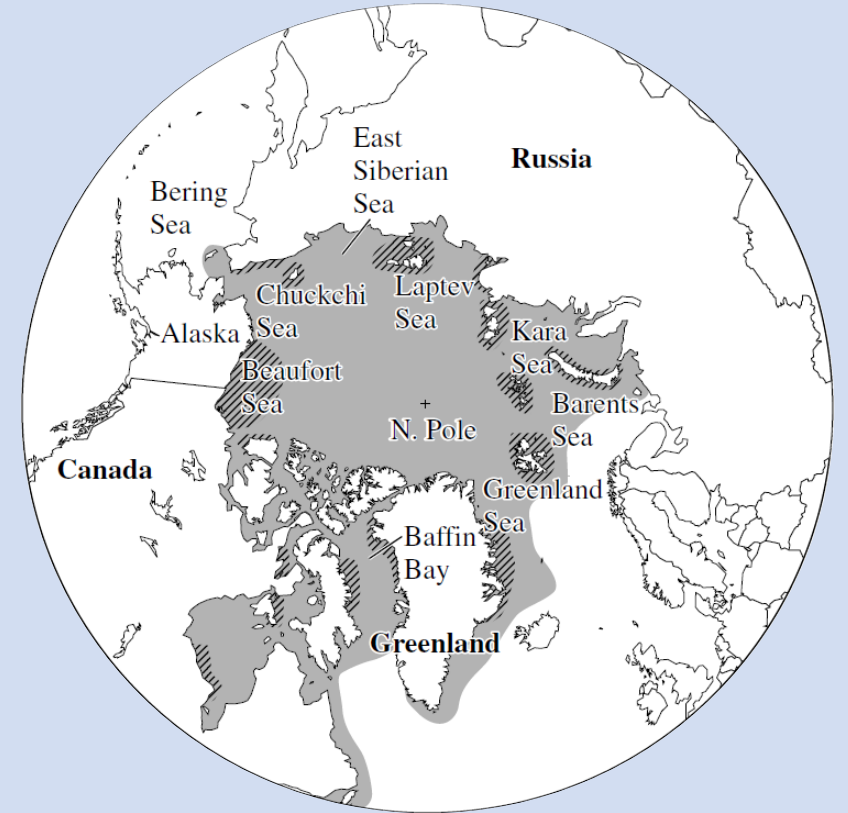 East
Siberian
Sea
Russia
Bering
Sea
Chuckchi
Sea
Laptev
Sea
Alaska
Kara
Sea
Beaufort
Sea
Barents
Sea
N. Pole
Canada
Greenland
Sea
Baffin
Bay
Greenland